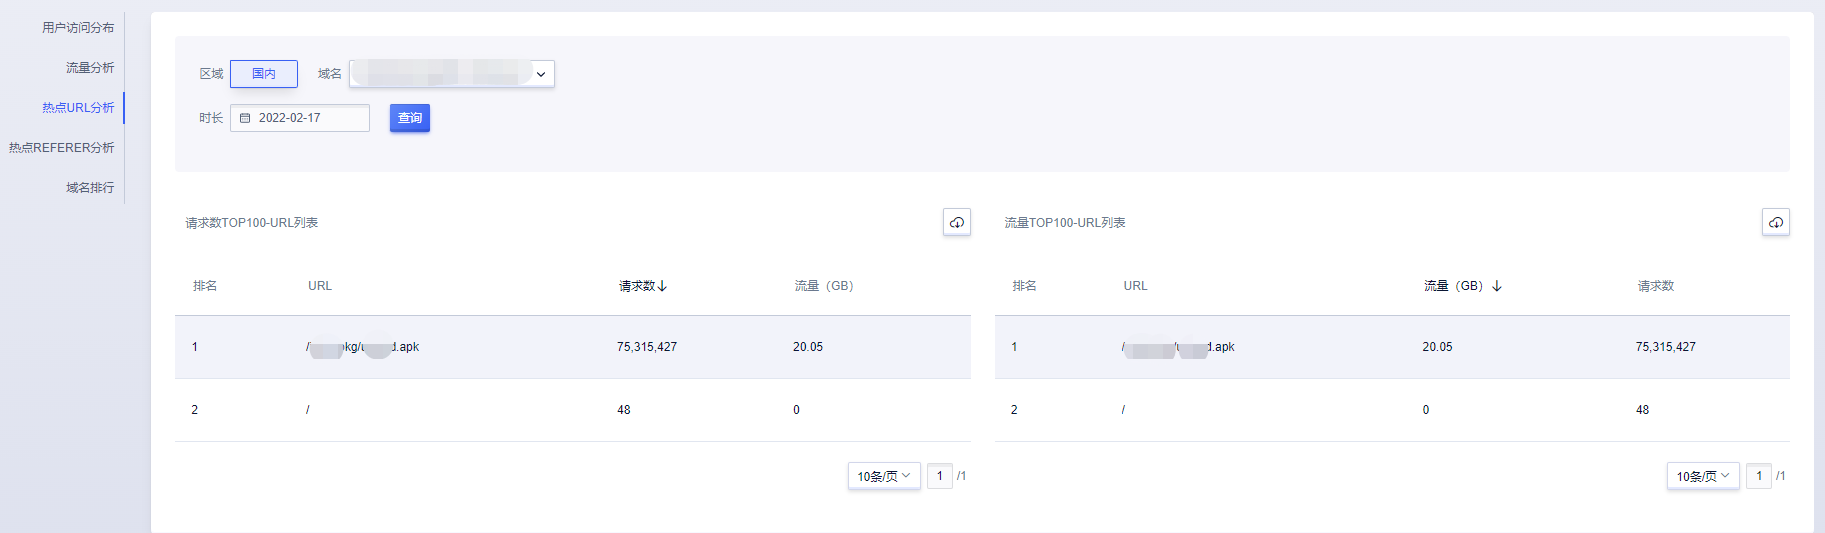 用户访问分布
流量分析
热点URL分析
热点REFERER分析
域名排行
区域 国内 域名
时长 2022-02-17 查询
请求数TOP100-URL列表
排名 URL 请求数↓ 流量（GB）
1 / kg/ d.apk 75,315,427 20.05
2 / 48 0
10条/页 1 /1
流量TOP100-URL列表
排名 URL 流量（GB）↓ 请求数
1 / d.apk 20.05 75,315,427
2 / 0 48
10条/页 1 /1